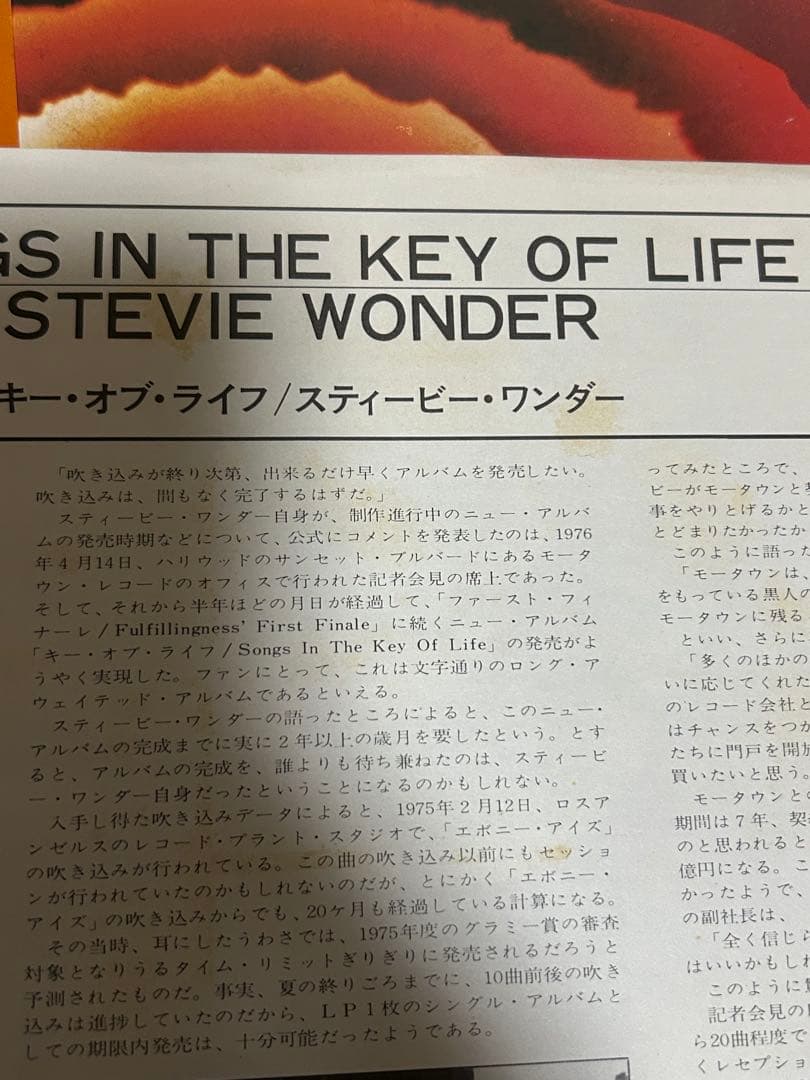 GS IN THE KEY OF LIFE
STEVIE WONDER
キー・オブ・ライフ/スティービー・ワンダー
「吹き込みが終り次第、出来るだけ早くアルバムを発売したい。
吹き込みは、間もなく完了するはずだ。」
スティービー・ワンダー自身が、制作進行中のニュー・アルバ
ムの発売時期などについて、公式にコメントを発表したのは、1976
年4月14日、ハリウッドのサンセット・ブルバードにあるモータ
ウン・レコードのオフィスで行われた記者会見の席上であった。
そして、それから半年ほどの月日が経過して、「ファースト・フィ
ナーレ/Fulfillingness' First Finale」に続くニュー・アルバム
「キー・オブ・ライフ/Songs In The Key Of Life」の発売がよ
うやく実現した。ファンにとって、これは文字通りのロング・ア
ウェイテッド・アルバムであるといえる。
スティービー・ワンダーの語ったところによると、このニュー・
アルバムの完成までに実に2年以上の歳月を要したという。とす
ると、アルバムの完成を、誰よりも待ち兼ねたのは、スティービ
ー・ワンダー自身だったということになるのかもしれない。
入手し得た吹き込みデータによると、1975年2月12日、ロスア
ンゼルスのレコード・プラント・スタジオで、「エボニー・アイズ」
の吹き込みが行われている。この曲の吹き込み以前にもセッショ
ンが行われていたのかもしれないのだが、とにかく「エボニー・
アイズ」の吹き込みからでも、20ケ月も経過している計算になる。
その当時、耳にしたうわさでは、1975年度のグラミー賞の審査
対象となりうるタイム・リミットぎりぎりに発売されるだろうと
予測されたものだ。事実、夏の終りごろまでに、10曲前後の吹き
込みは進捗していたのだから、LP1枚のシングル・アルバムと
しての期限内発売は、十分可能だったようである。
ってみたところで、
ビーがモータウンと契
事をやりとげるかと
とどまりたかったか
このように語った
「モータウンは、
をもっている黒人の
モータウンに残る
といい、さらに
「多くのほかの
いに応じてくれた
のレコード会社と
はチャンスをつか
たちに門戸を開放
買いたいと思う。
モータウンとの
期間は7年、契
のと思われると
億円になる。こ
かったようで、
の副社長は、
「全く信じら
はいいかもしれ
このように
記者会見の
ら20曲程度で
くレセプショ